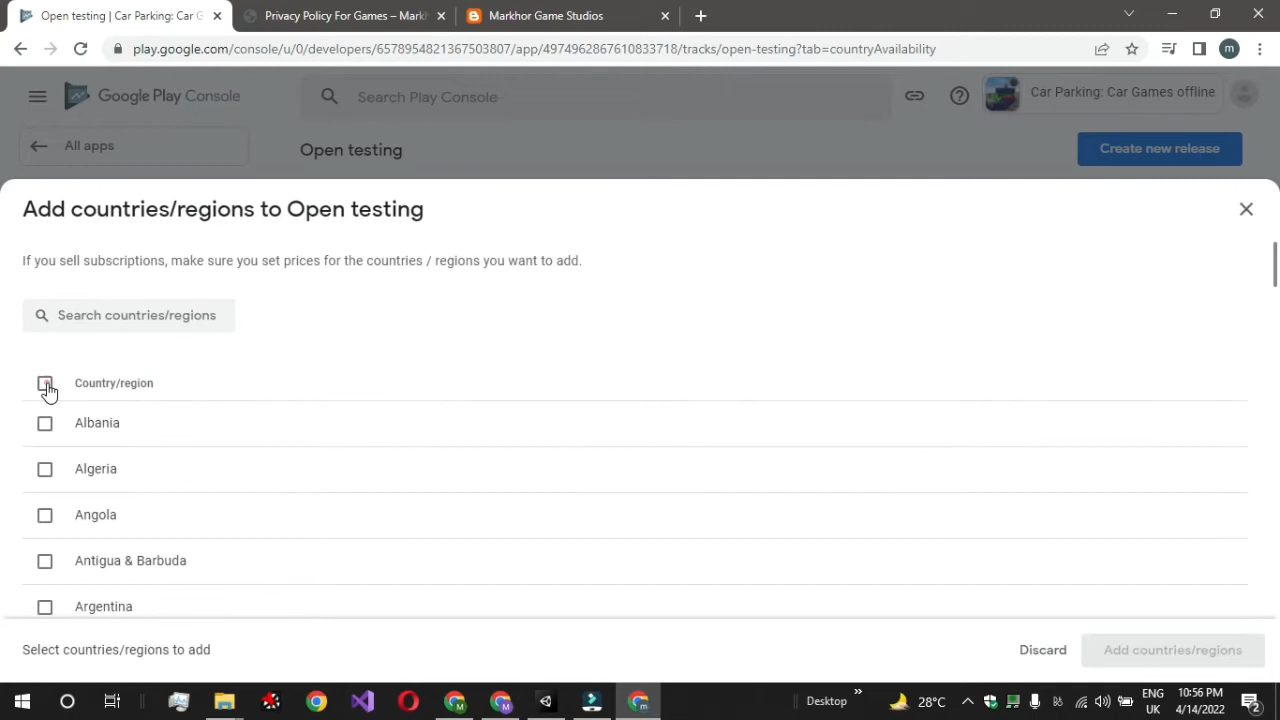 Open testing | Car Parking: Car G
Privacy Policy For Games – Markh
Markhor Game Studios
play.google.com/console/u/0/developers/6578954821367503807/app/4974962867610833718/tracks/open-testing?tab=countryAvailability
m
Google Play Console
Search Play Console
Car Parking: Car Games offline
All apps
Open testing
Create new release
Add countries/regions to Open testing
If you sell subscriptions, make sure you set prices for the countries / regions you want to add.
Search countries/regions
Country/region
Albania
Algeria
Angola
Antigua & Barbuda
Argentina
Select countries/regions to add
Discard
Add countries/regions
Desktop
28°C
ENG
UK
10:56 PM
4/14/2022
2